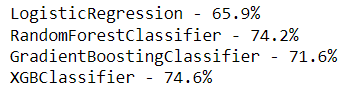 LogisticRegression - 65.9%
RandomForestClassifier - 74.2%
GradientBoostingClassifier - 71.6%
XGBClassifier - 74.6%